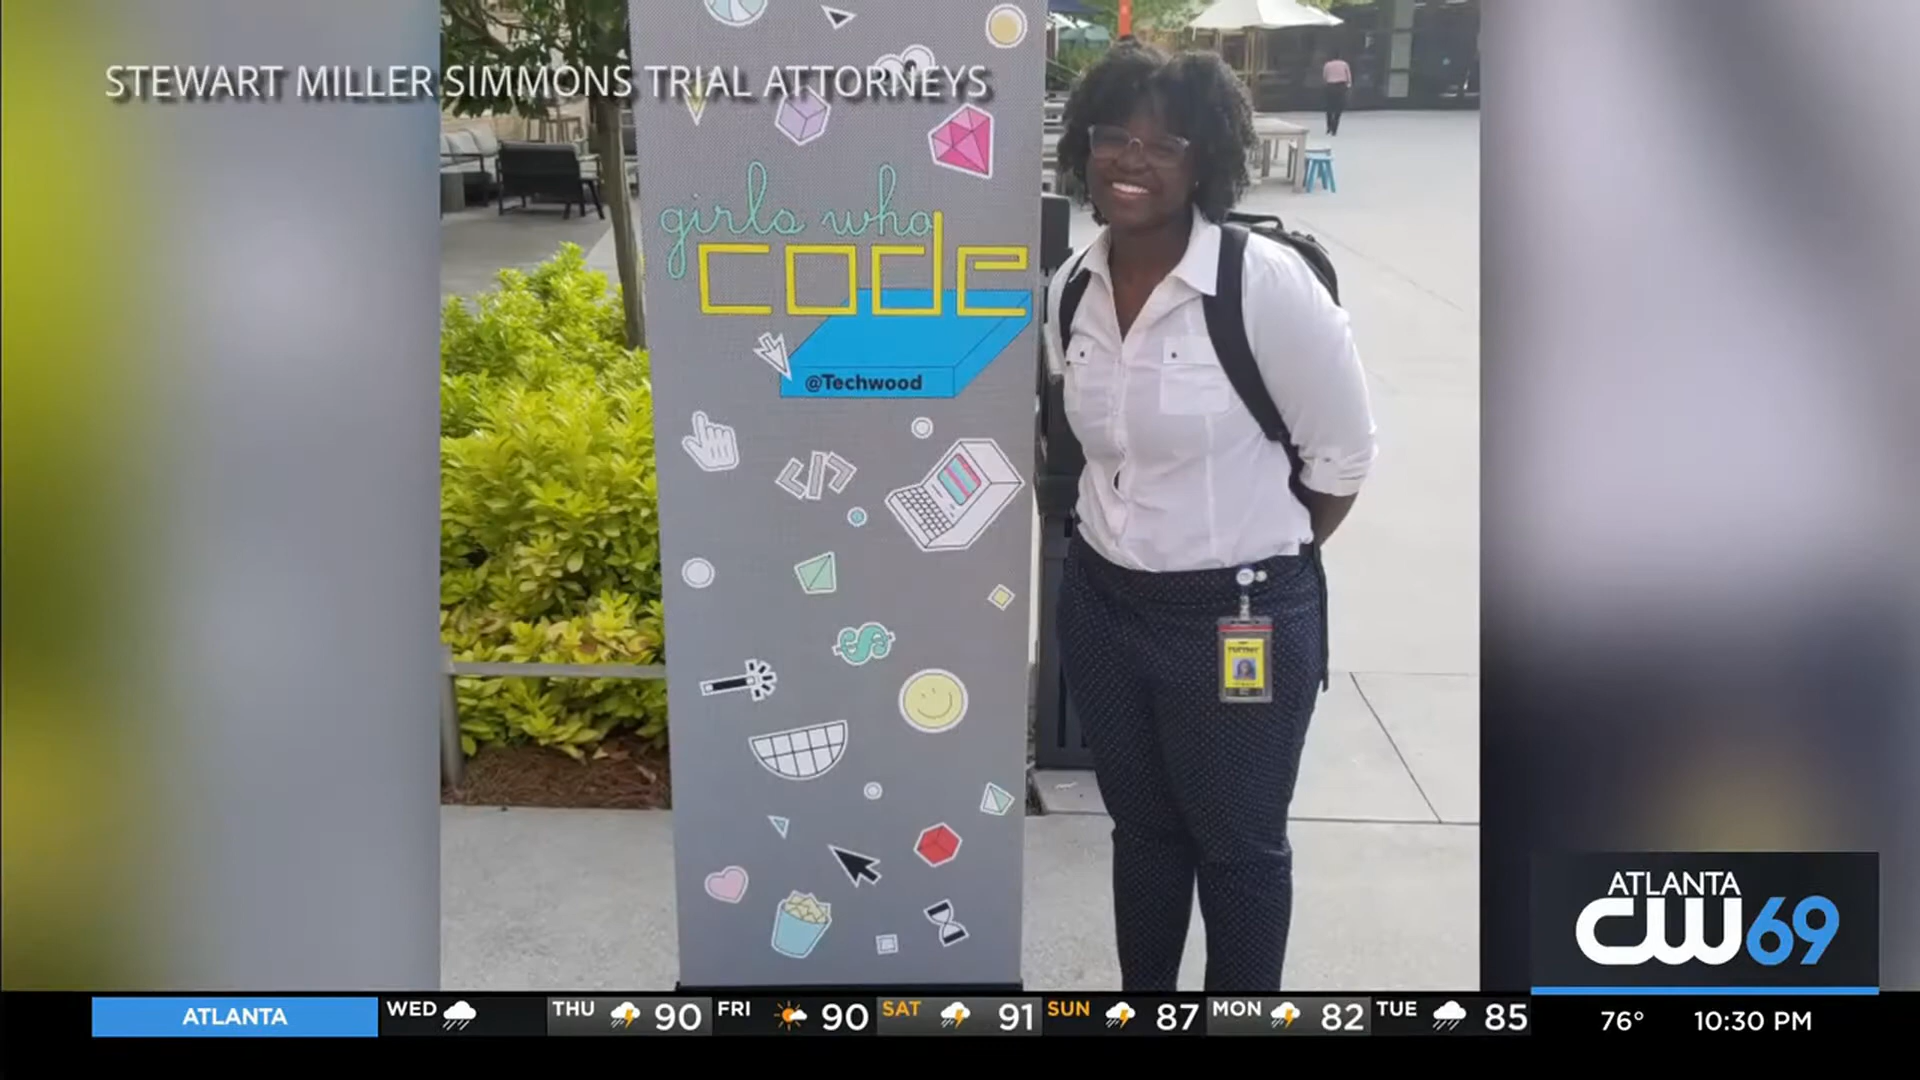 STEWART MILLER SIMMONS TRIAL ATTORNEYS
girls who
code
@Techwood
</>
ATLANTA
CW69
ATLANTA
WED
THU 90
FRI 90
SAT 91
SUN 87
MON 82
TUE 85
76° 10:30 PM